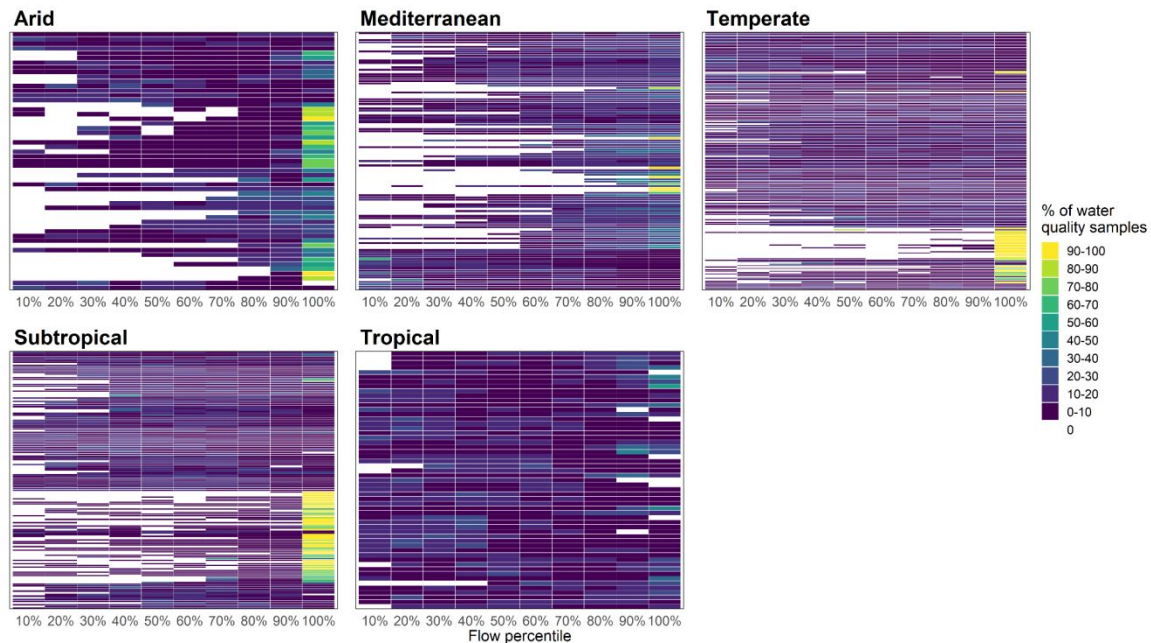 Arid
Mediterranean
Temperate
10% 20% 30% 40% 50% 60% 70% 80% 90% 100%
10% 20% 30% 40% 50% 60% 70% 80% 90% 100%
10% 20% 30% 40% 50% 60% 70% 80% 90% 100%
% of water
quality samples
90-100
80-90
70-80
60-70
50-60
40-50
30-40
20-30
10-20
0-10
0
Subtropical
Tropical
10% 20% 30% 40% 50% 60% 70% 80% 90% 100%
10% 20% 30% 40% 50% 60% 70% 80% 90% 100%
Flow percentile